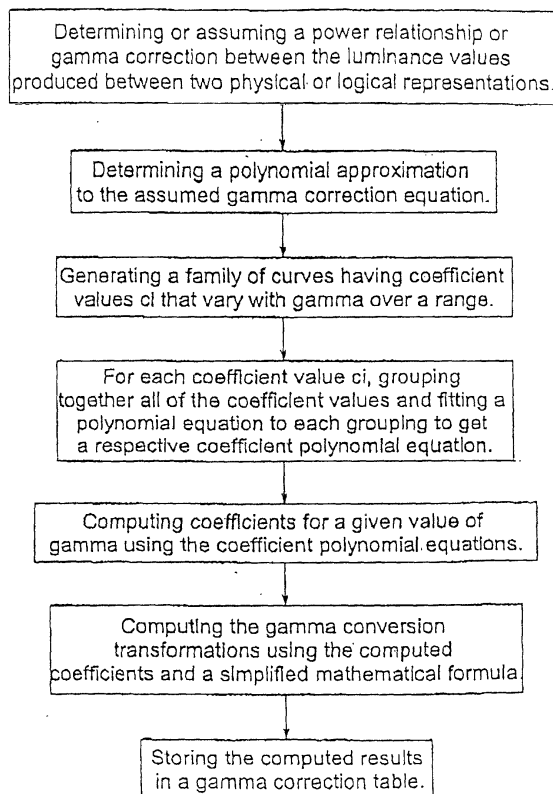 Determining or assuming a power relationship or
gamma correction between the luminance values
produced between two physical or logical representations.
Determining a polynomial approximation
to the assumed gamma correction equation.
Generating a family of curves having coefficient
values ci that vary with gamma over a range.
For each coefficient value ci, grouping
together all of the coefficient values and fitting a
polynomial equation to each grouping to get
a respective coefficient polynomial equation.
Computing coefficients for a given value of
gamma using the coefficient polynomial equations.
Computing the gamma conversion
transformations using the computed
coefficients and a simplified mathematical formula
Storing the computed results
in a gamma correction table.